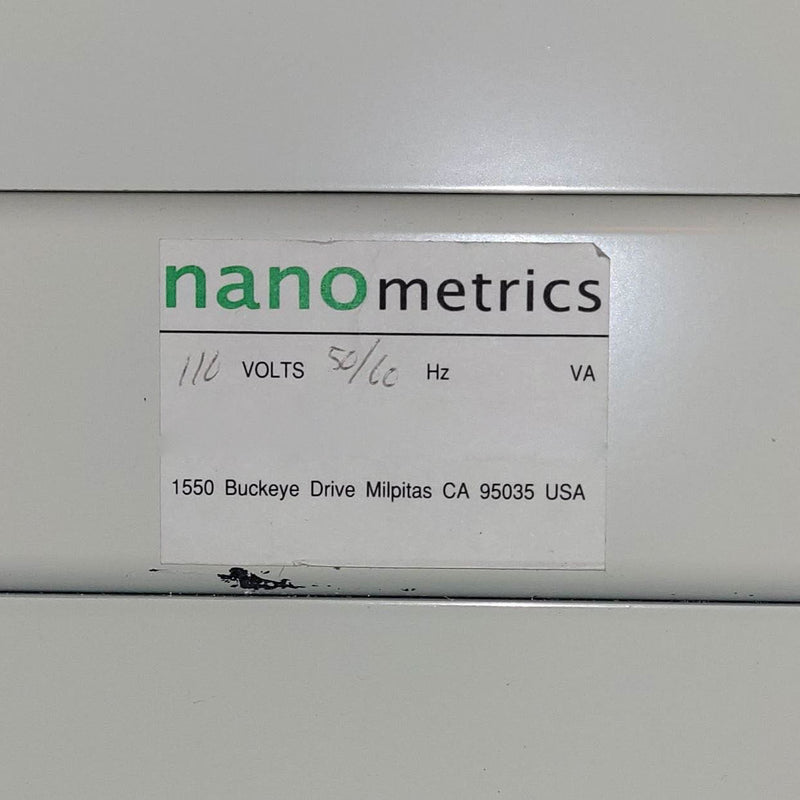 nanometrics
110 VOLTS 50/60 Hz VA
1550 Buckeye Drive Milpitas CA 95035 USA